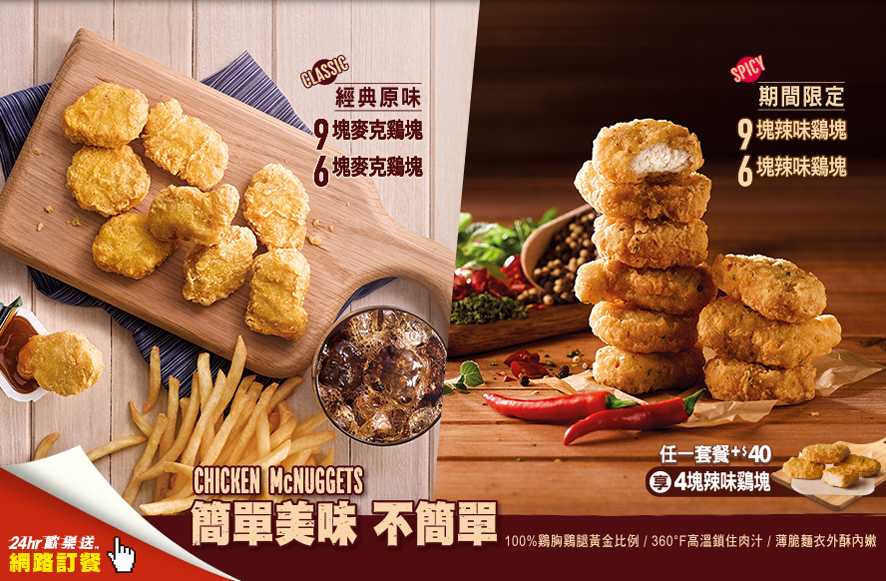 CLASSIC
經典原味
9塊麥克鷄塊
6塊麥克鷄塊
SPICY
期間限定
9塊辣味鷄塊
6塊辣味鷄塊
任一套餐+$40
享4塊辣味鷄塊
CHICKEN McNUGGETS
簡單美味 不簡單
100%鷄胸鷄腿黃金比例 / 360°F高溫鎖住肉汁 / 薄脆麵衣外酥內嫩
24hr歡樂送™
網路訂餐